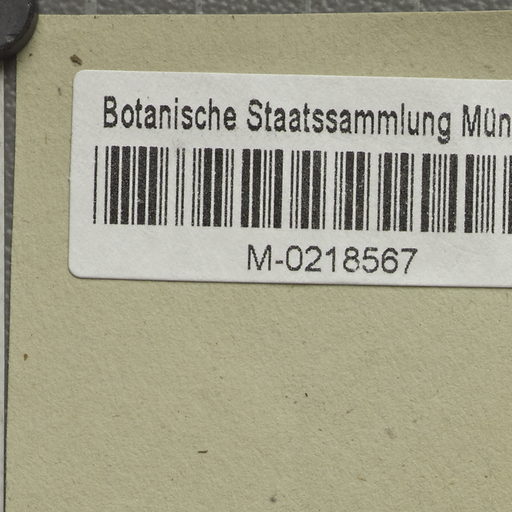 Botanische Staatssammlung Mün
M-0218567